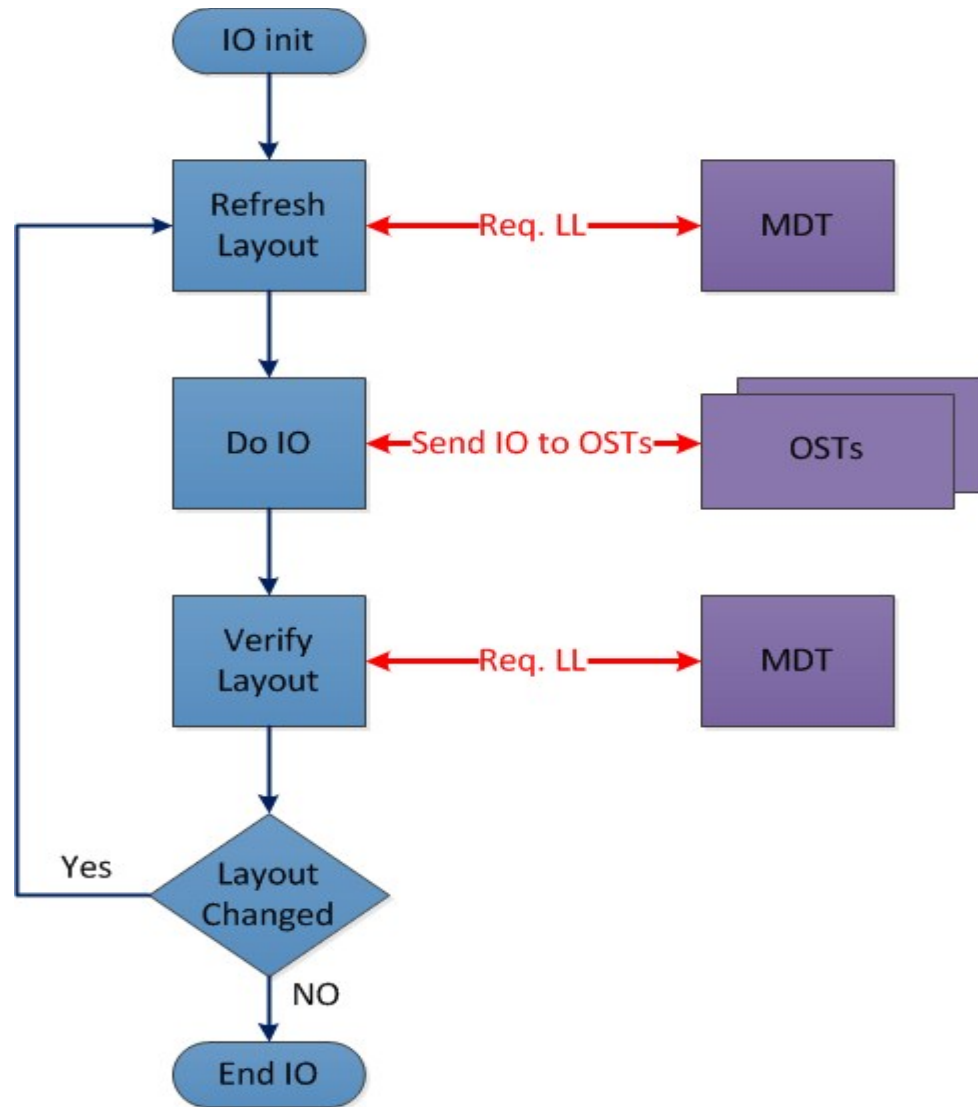 IO init
Refresh
Layout
Req. LL
MDT
Do IO
Send IO to OSTs
OSTs
Verify
Layout
Req. LL
MDT
Yes
Layout
Changed
NO
End IO